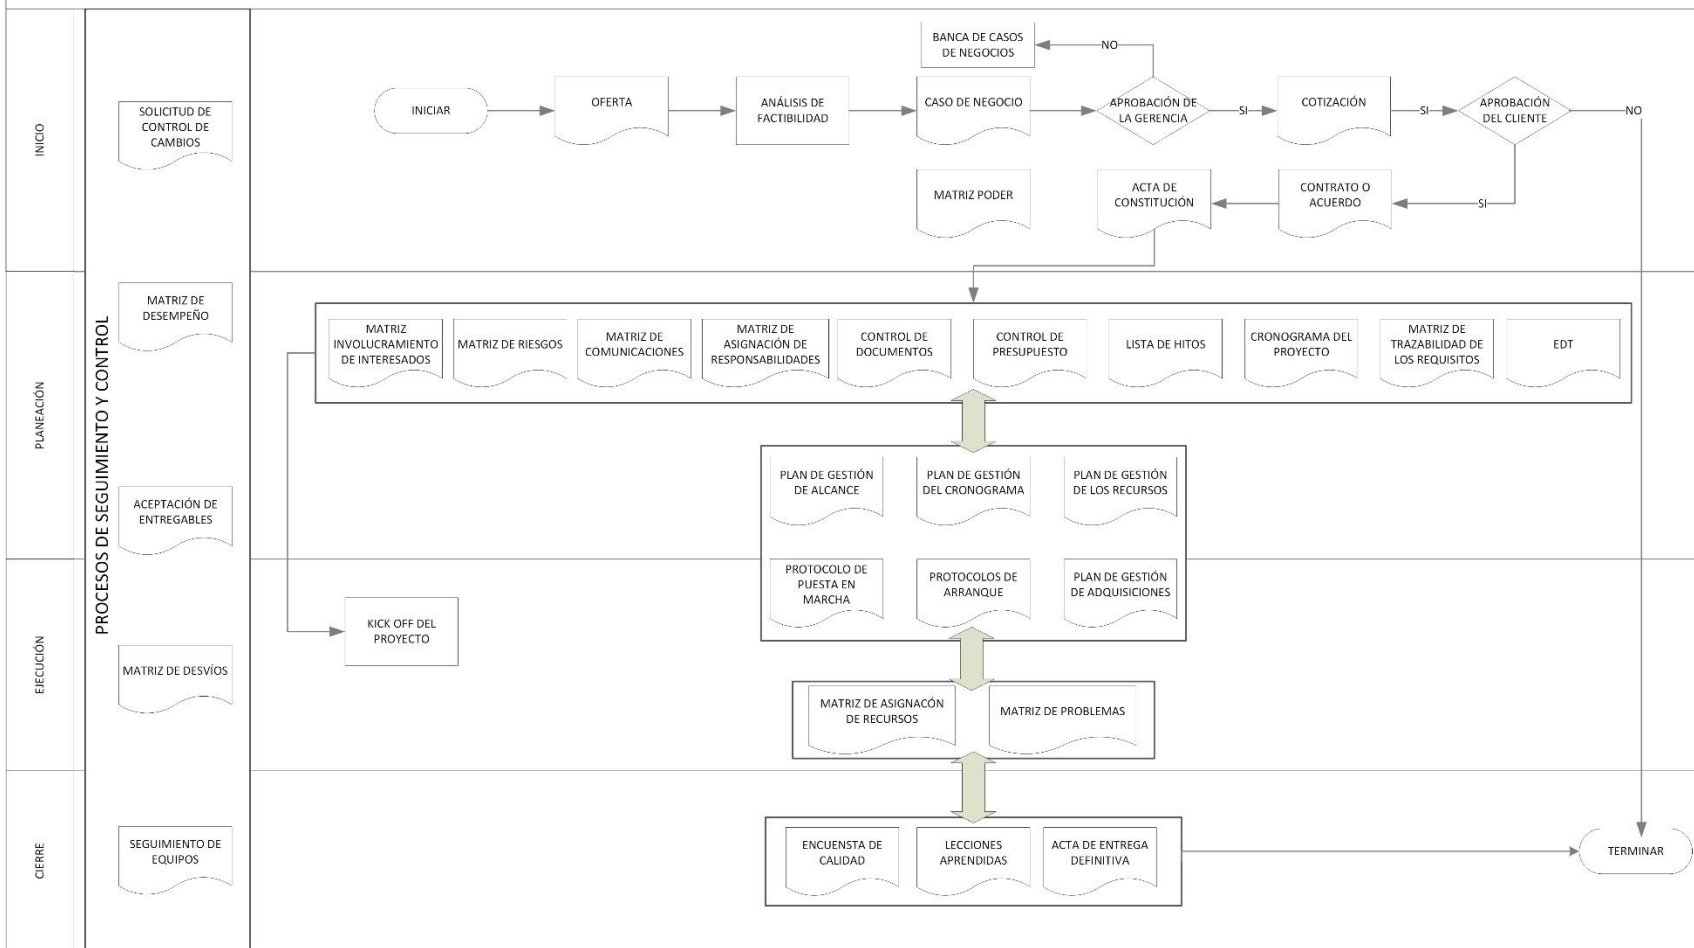 INICIO
PROCESOS DE SEGUIMIENTO Y CONTROL
SOLICITUD DE
CONTROL DE
CAMBIOS
INICIAR
OFERTA
ANÁLISIS DE
FACTIBILIDAD
CASO DE NEGOCIO
BANCA DE CASOS
DE NEGOCIOS
NO
APROBACIÓN DE
LA GERENCIA
SI
COTIZACIÓN
SI
APROBACIÓN
DEL CLIENTE
NO
MATRIZ PODER
ACTA DE
CONSTITUCIÓN
CONTRATO O
ACUERDO
SI
PLANEACIÓN
MATRIZ DE
DESEMPEÑO
ACEPTACIÓN DE
ENTREGABLES
MATRIZ
INVOLUCRAMIENTO
DE INTERESADOS
MATRIZ DE RIESGOS
MATRIZ DE
COMUNICACIONES
MATRIZ DE
ASIGNACIÓN DE
RESPONSABILIDADES
CONTROL DE
DOCUMENTOS
CONTROL DE
PRESUPUESTO
LISTA DE HITOS
CRONOGRAMA DEL
PROYECTO
MATRIZ DE
TRAZABILIDAD DE
LOS REQUISITOS
EDT
PLAN DE GESTIÓN
DE ALCANCE
PLAN DE GESTIÓN
DEL CRONOGRAMA
PLAN DE GESTIÓN
DE LOS RECURSOS
EJECUCIÓN
MATRIZ DE DESVÍOS
PROTOCOLO DE
PUESTA EN
MARCHA
PROTOCOLOS DE
ARRANQUE
PLAN DE GESTIÓN
DE ADQUISICIONES
KICK OFF DEL
PROYECTO
MATRIZ DE ASIGNACÓN
DE RECURSOS
MATRIZ DE PROBLEMAS
CIERRE
SEGUIMIENTO DE
EQUIPOS
ENCUENSTA DE
CALIDAD
LECCIONES
APRENDIDAS
ACTA DE ENTREGA
DEFINITIVA
TERMINAR